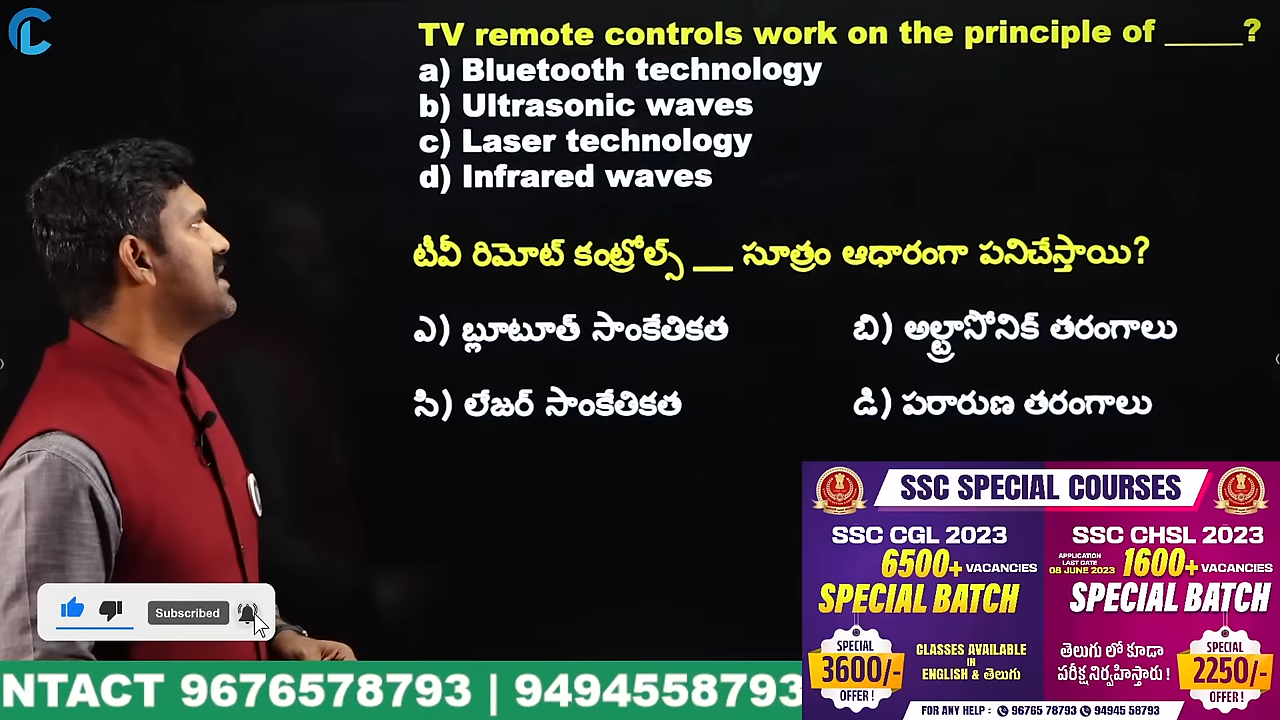 TV remote controls work on the principle of _____?
a) Bluetooth technology
b) Ultrasonic waves
c) Laser technology
d) Infrared waves
టీవీ రిమోట్ కంట్రోల్స్ __ సూత్రం ఆధారంగా పనిచేస్తాయి?
ఎ) బ్లూటూత్ సాంకేతికత
బి) అల్ట్రాసోనిక్ తరంగాలు
సి) లేజర్ సాంకేతికత
డి) పరారుణ తరంగాలు
SSC SPECIAL COURSES
SSC CGL 2023
6500+ VACANCIES
SPECIAL BATCH
SPECIAL
3600/-
OFFER !
CLASSES AVAILABLE
IN
ENGLISH & తెలుగు
SSC CHSL 2023
APPLICATION
LAST DATE
08 JUNE 2023
1600+ VACANCIES
SPECIAL BATCH
తెలుగు లో కూడా
పరీక్ష నిర్వహిస్తారు !
SPECIAL
2250/-
OFFER !
FOR ANY HELP : 96765 78793 94945 58793
Subscribed
NTACT 9676578793 | 9494558793